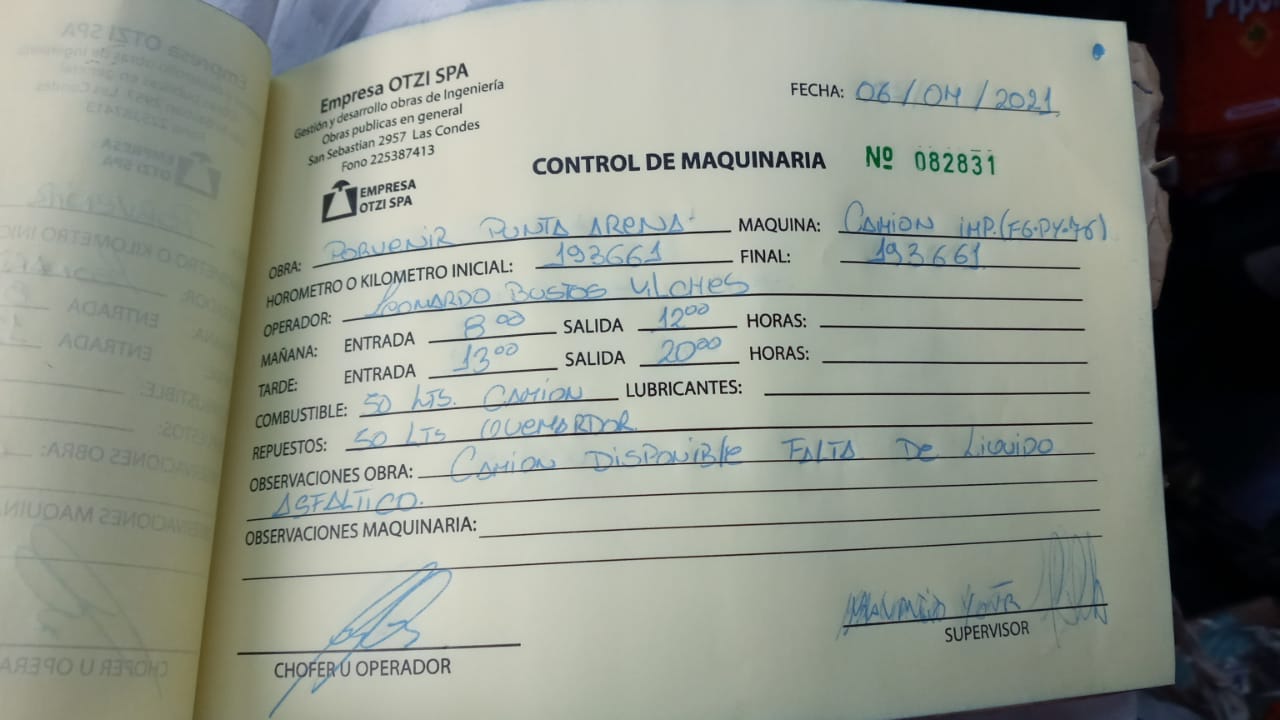 Empresa OTZI SPA
Gestión y desarrollo obras de Ingeniería
Obras publicas en general
San Sebastian 2957 Las Condes
Fono 225387413
EMPRESA
OTZI SPA
FECHA: 06/04/2021
CONTROL DE MAQUINARIA Nº 082831
OBRA: PORVENIR PUNTA ARENA MAQUINA: CAMION IMP. (FG-PY-76)
HOROMETRO O KILOMETRO INICIAL: 193661 FINAL: 193661
OPERADOR: LEONARDO BUSTOS VILCHES
MAÑANA: ENTRADA 8 00 SALIDA 12 00 HORAS:
TARDE: ENTRADA 13 00 SALIDA 20 00 HORAS:
COMBUSTIBLE: 50 LTS. CAMION LUBRICANTES:
REPUESTOS: 50 LTS QUEMARDOR
OBSERVACIONES OBRA: CAMION DISPONIBLE FALTA DE LIQUIDO
ASFALTICO.
OBSERVACIONES MAQUINARIA:
CHOFER U OPERADOR
SUPERVISOR